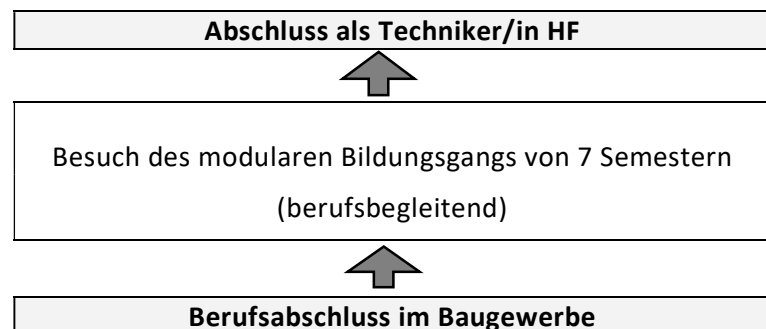 Abschluss als Techniker/in HF
Besuch des modularen Bildungsgangs von 7 Semestern
(berufsbegleitend)
Berufsabschluss im Baugewerbe